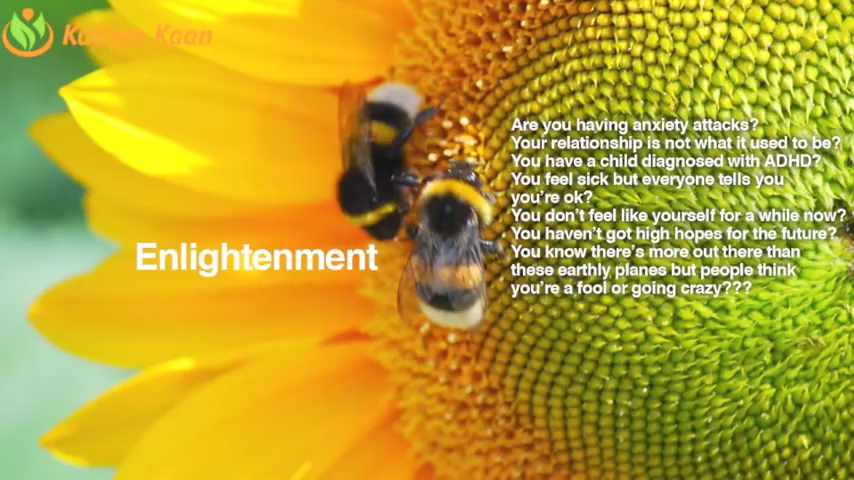 Kathye Kaan
Enlightenment
Are you having anxiety attacks?
Your relationship is not what it used to be?
You have a child diagnosed with ADHD?
You feel sick but everyone tells you
you're ok?
You don't feel like yourself for a while now?
You haven't got high hopes for the future?
You know there's more out there than
these earthly planes but people think
you're a fool or going crazy???